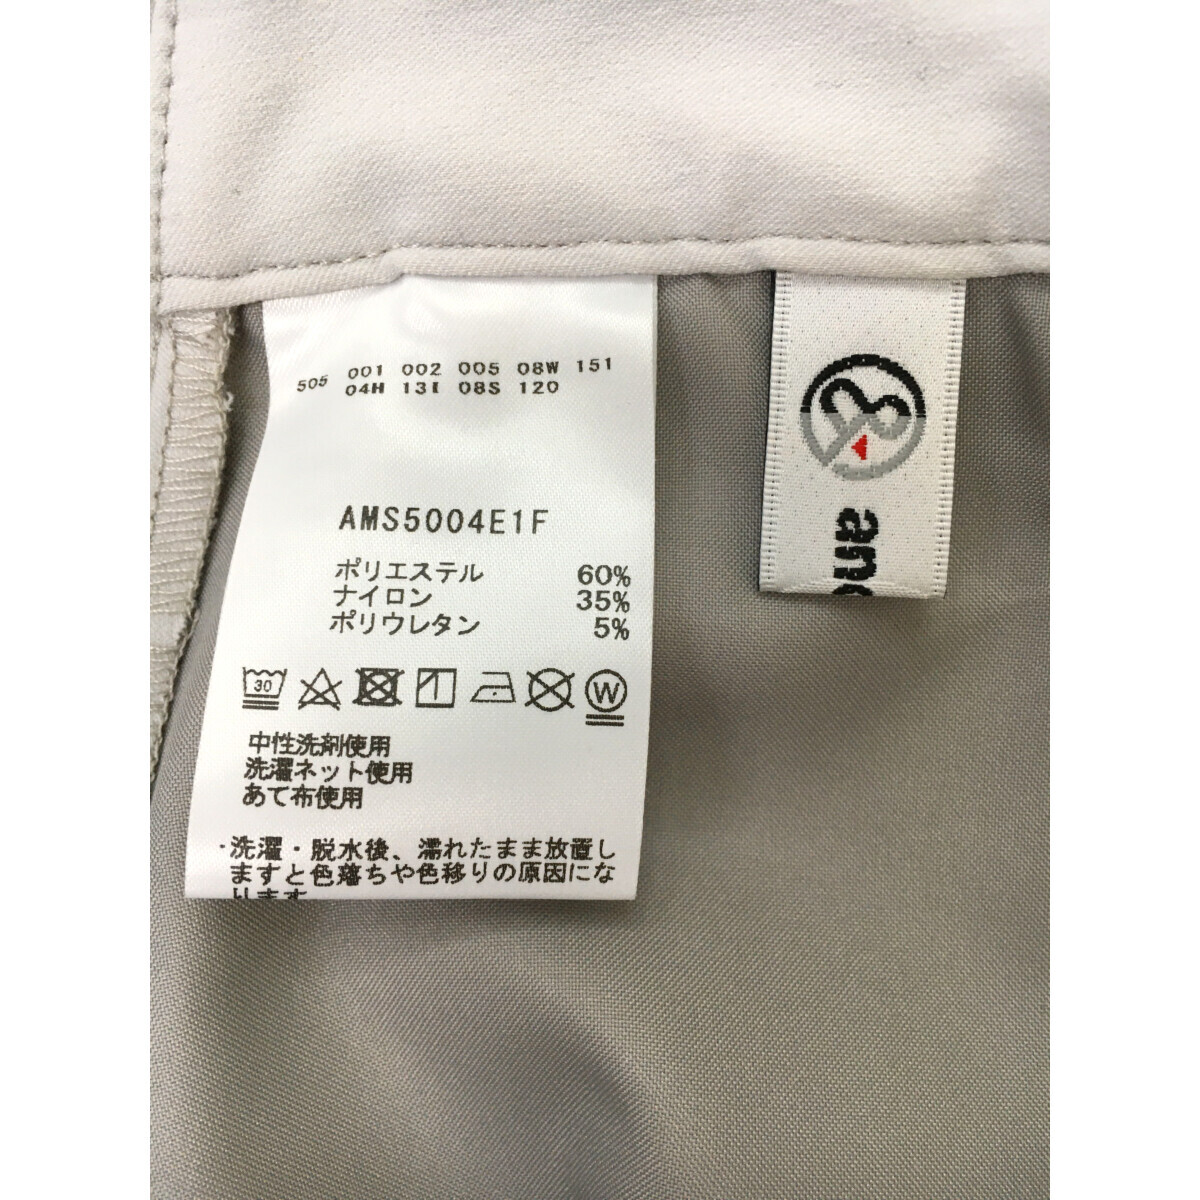 505 001 002 005 08W 151
04H 13I 08S 120
AMS5004E1F
ポリエステル 60%
ナイロン 35%
ポリウレタン 5%
30
W
中性洗剤使用
洗濯ネット使用
あて布使用
・洗濯・脱水後、濡れたまま放置し
ますと色落ちや色移りの原因にな
ります
an